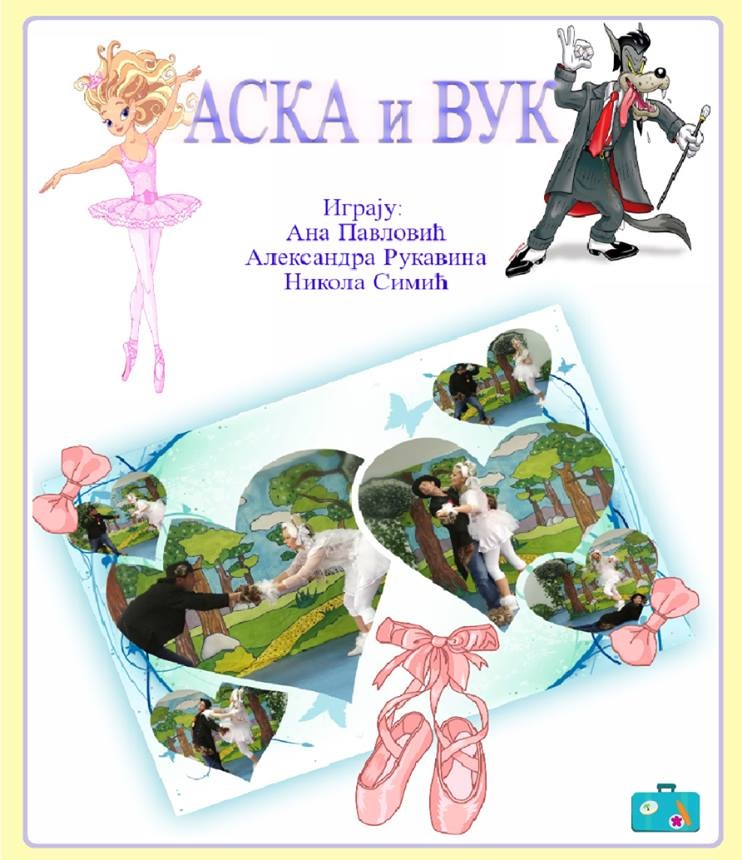 АСКА и ВУК
Играју:
Ана Павловић
Александра Рукавина
Никола Симић